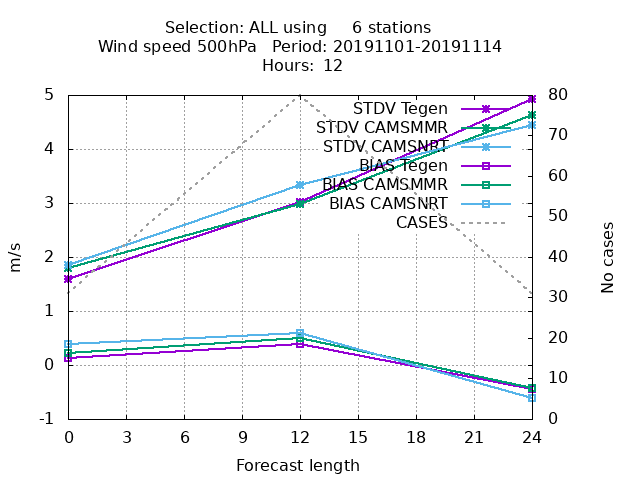 Selection: ALL using     6 stations
Wind speed 500hPa   Period: 20191101-20191114
Hours: 12
5
4
3
2
1
0
-1
80
70
60
50
40
30
20
10
0
STDV Tegen
STDV CAMSMMR
STDV CAMSNRT
BIAS Tegen
BIAS CAMSMMR
BIAS CAMSNRT
CASES
m/s
No cases
0 3 6 9 12 15 18 21 24
Forecast length